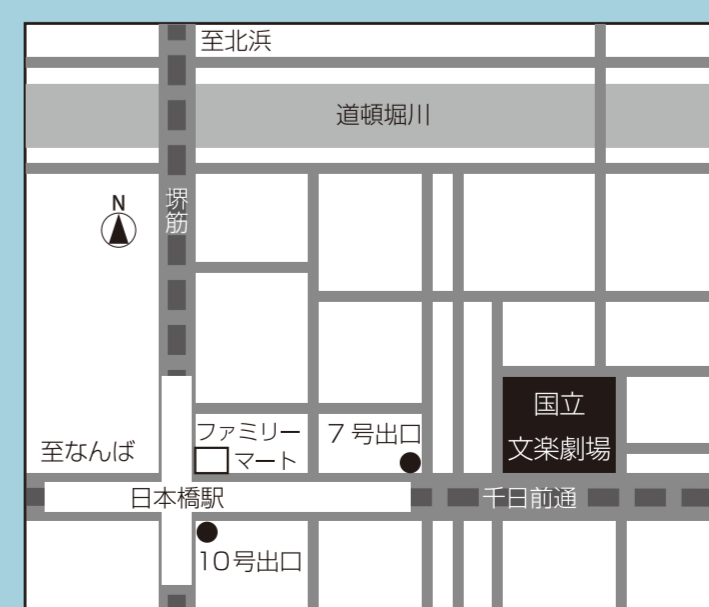 至北浜
道頓堀川
N
堺筋
国立
文楽劇場
ファミリー
マート
7号出口
至なんば
日本橋駅
千日前通
10号出口